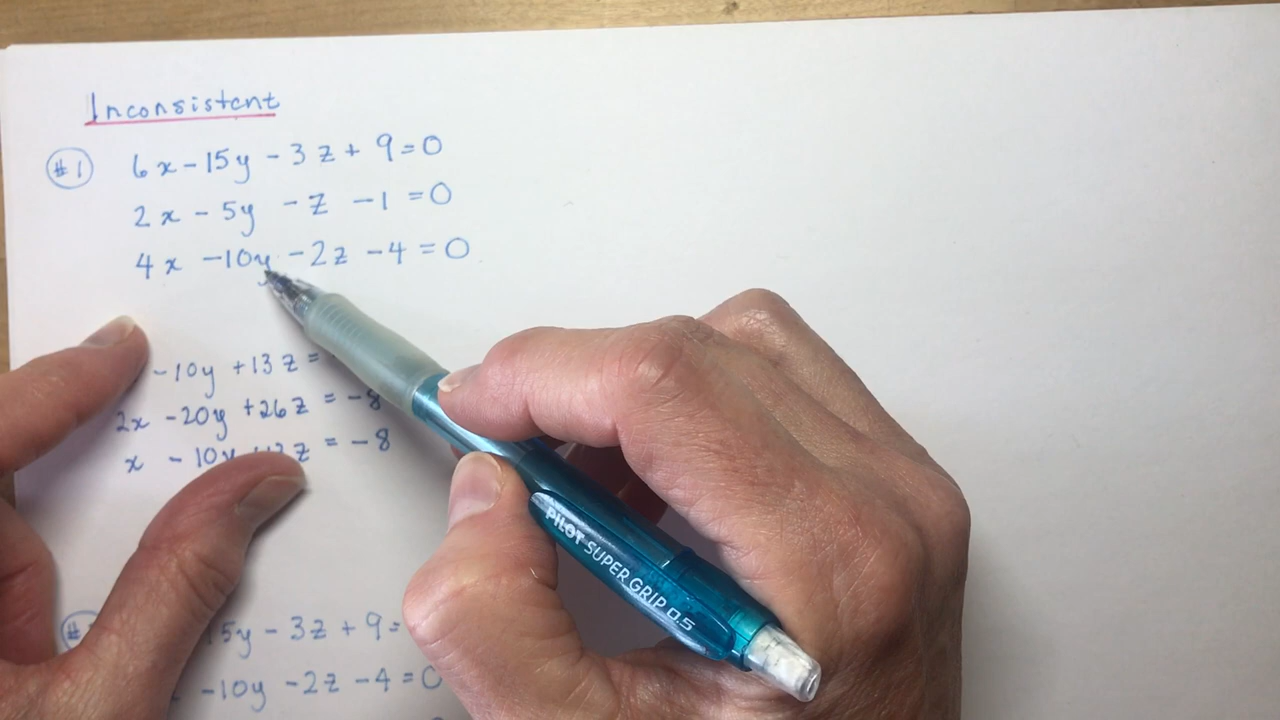 Inconsistent
#1 6x - 15y - 3z + 9 = 0
2x - 5y - z - 1 = 0
4x - 10y - 2z - 4 = 0
- 10y + 13z =
2x - 20y + 26z = -8
x - 10y z = -8
PILOT SUPER GRIP 0.5
15y - 3z + 9 =
- 10y - 2z - 4 = 0